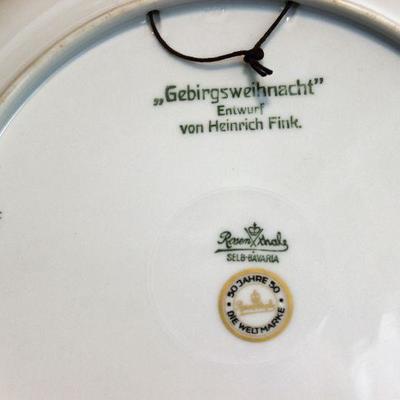 „Gebirgsweihnacht"
Entwurf
von Heinrich Fink.
Rosenthal
SELB-BAVARIA
50 JAHRE 50
DIE WELTMARKE